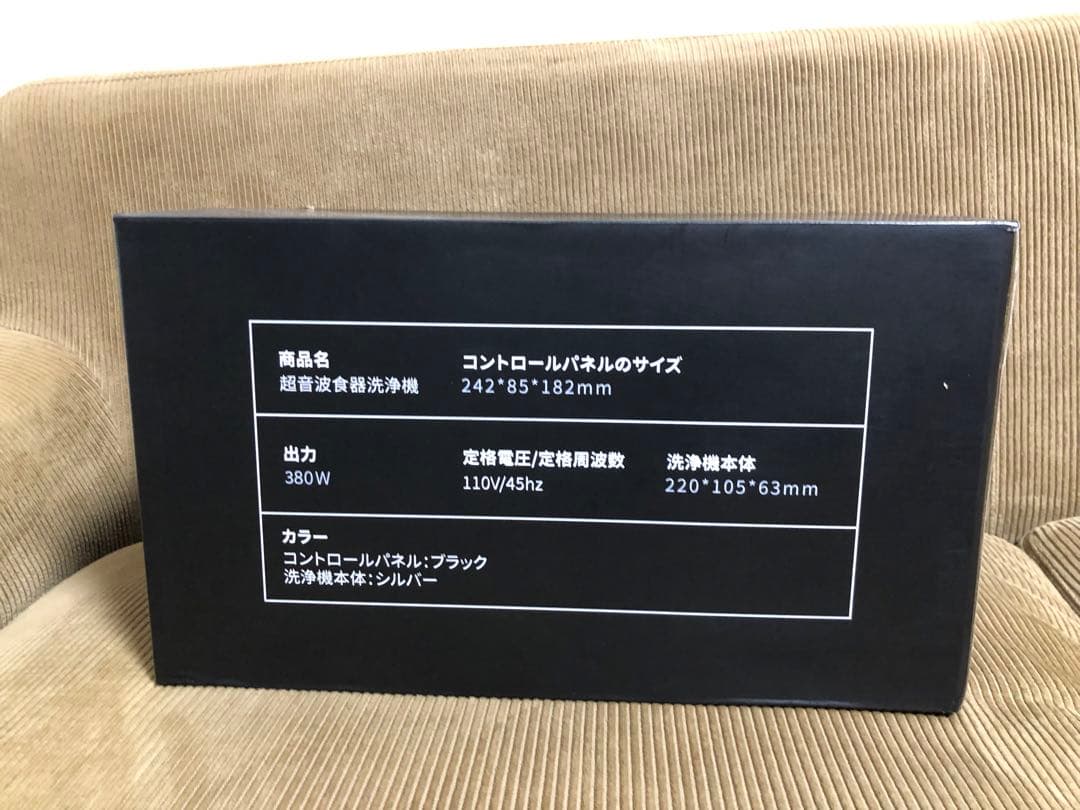 商品名
超音波食器洗浄機
コントロールパネルのサイズ
242*85*182mm
出力
380W
定格電圧/定格周波数
110V/45hz
洗浄機本体
220*105*63mm
カラー
コントロールパネル:ブラック
洗浄機本体:シルバー